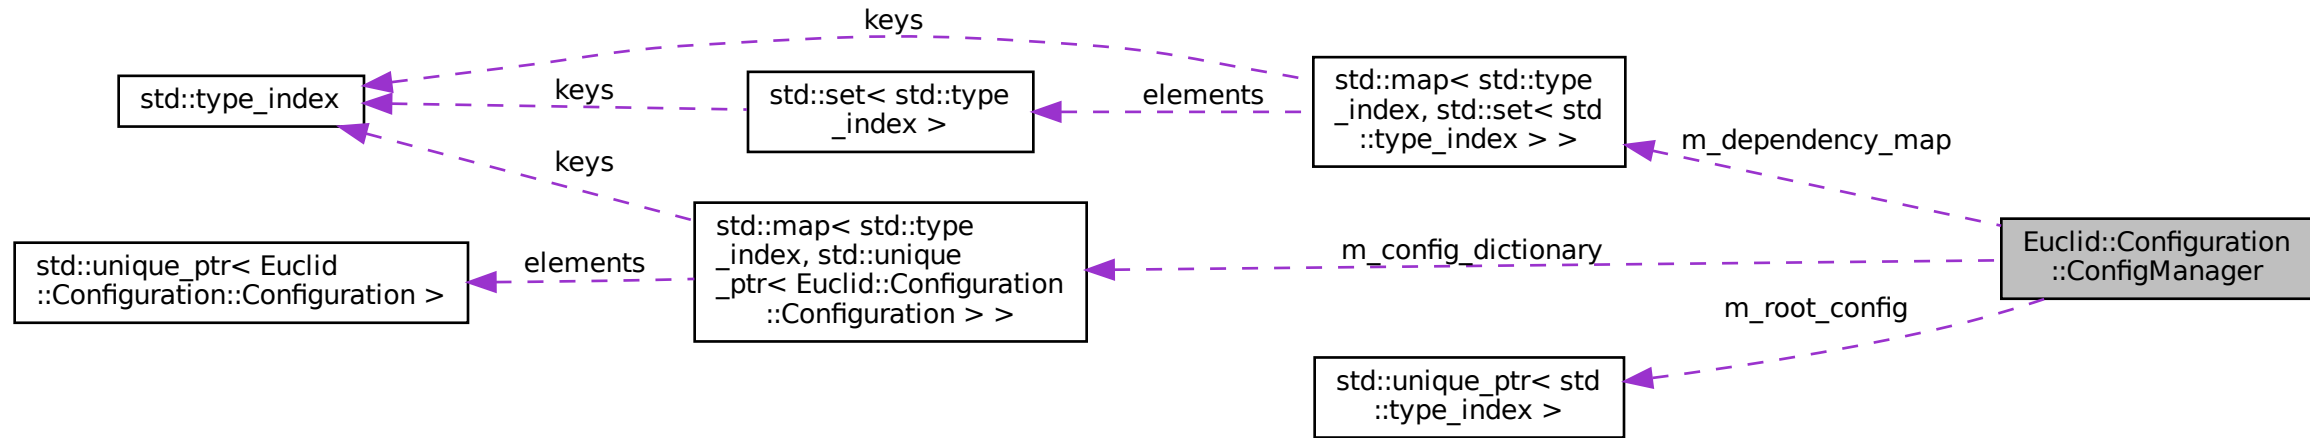 keys
std::type_index
keys
std::set< std::type
_index >
elements
std::map< std::type
_index, std::set< std
::type_index > >
m_dependency_map
keys
std::unique_ptr< Euclid
::Configuration::Configuration >
elements
std::map< std::type
_index, std::unique
_ptr< Euclid::Configuration
::Configuration > >
m_config_dictionary
Euclid::Configuration
::ConfigManager
m_root_config
std::unique_ptr< std
::type_index >